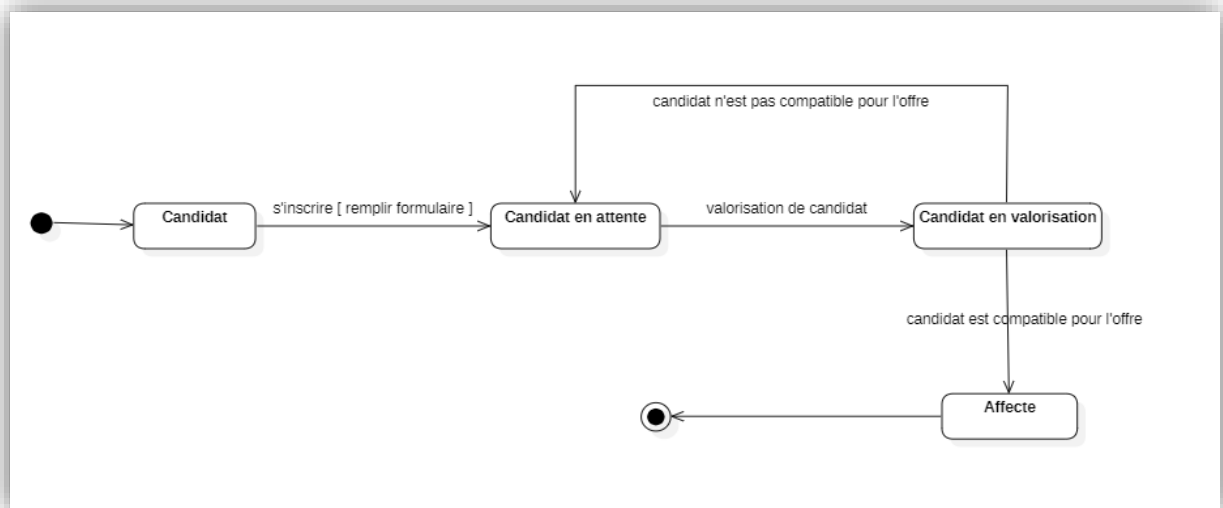 candidat n'est pas compatible pour l'offre
Candidat
s'inscrire [ remplir formulaire ]
Candidat en attente
valorisation de candidat
Candidat en valorisation
candidat est compatible pour l'offre
Affecte